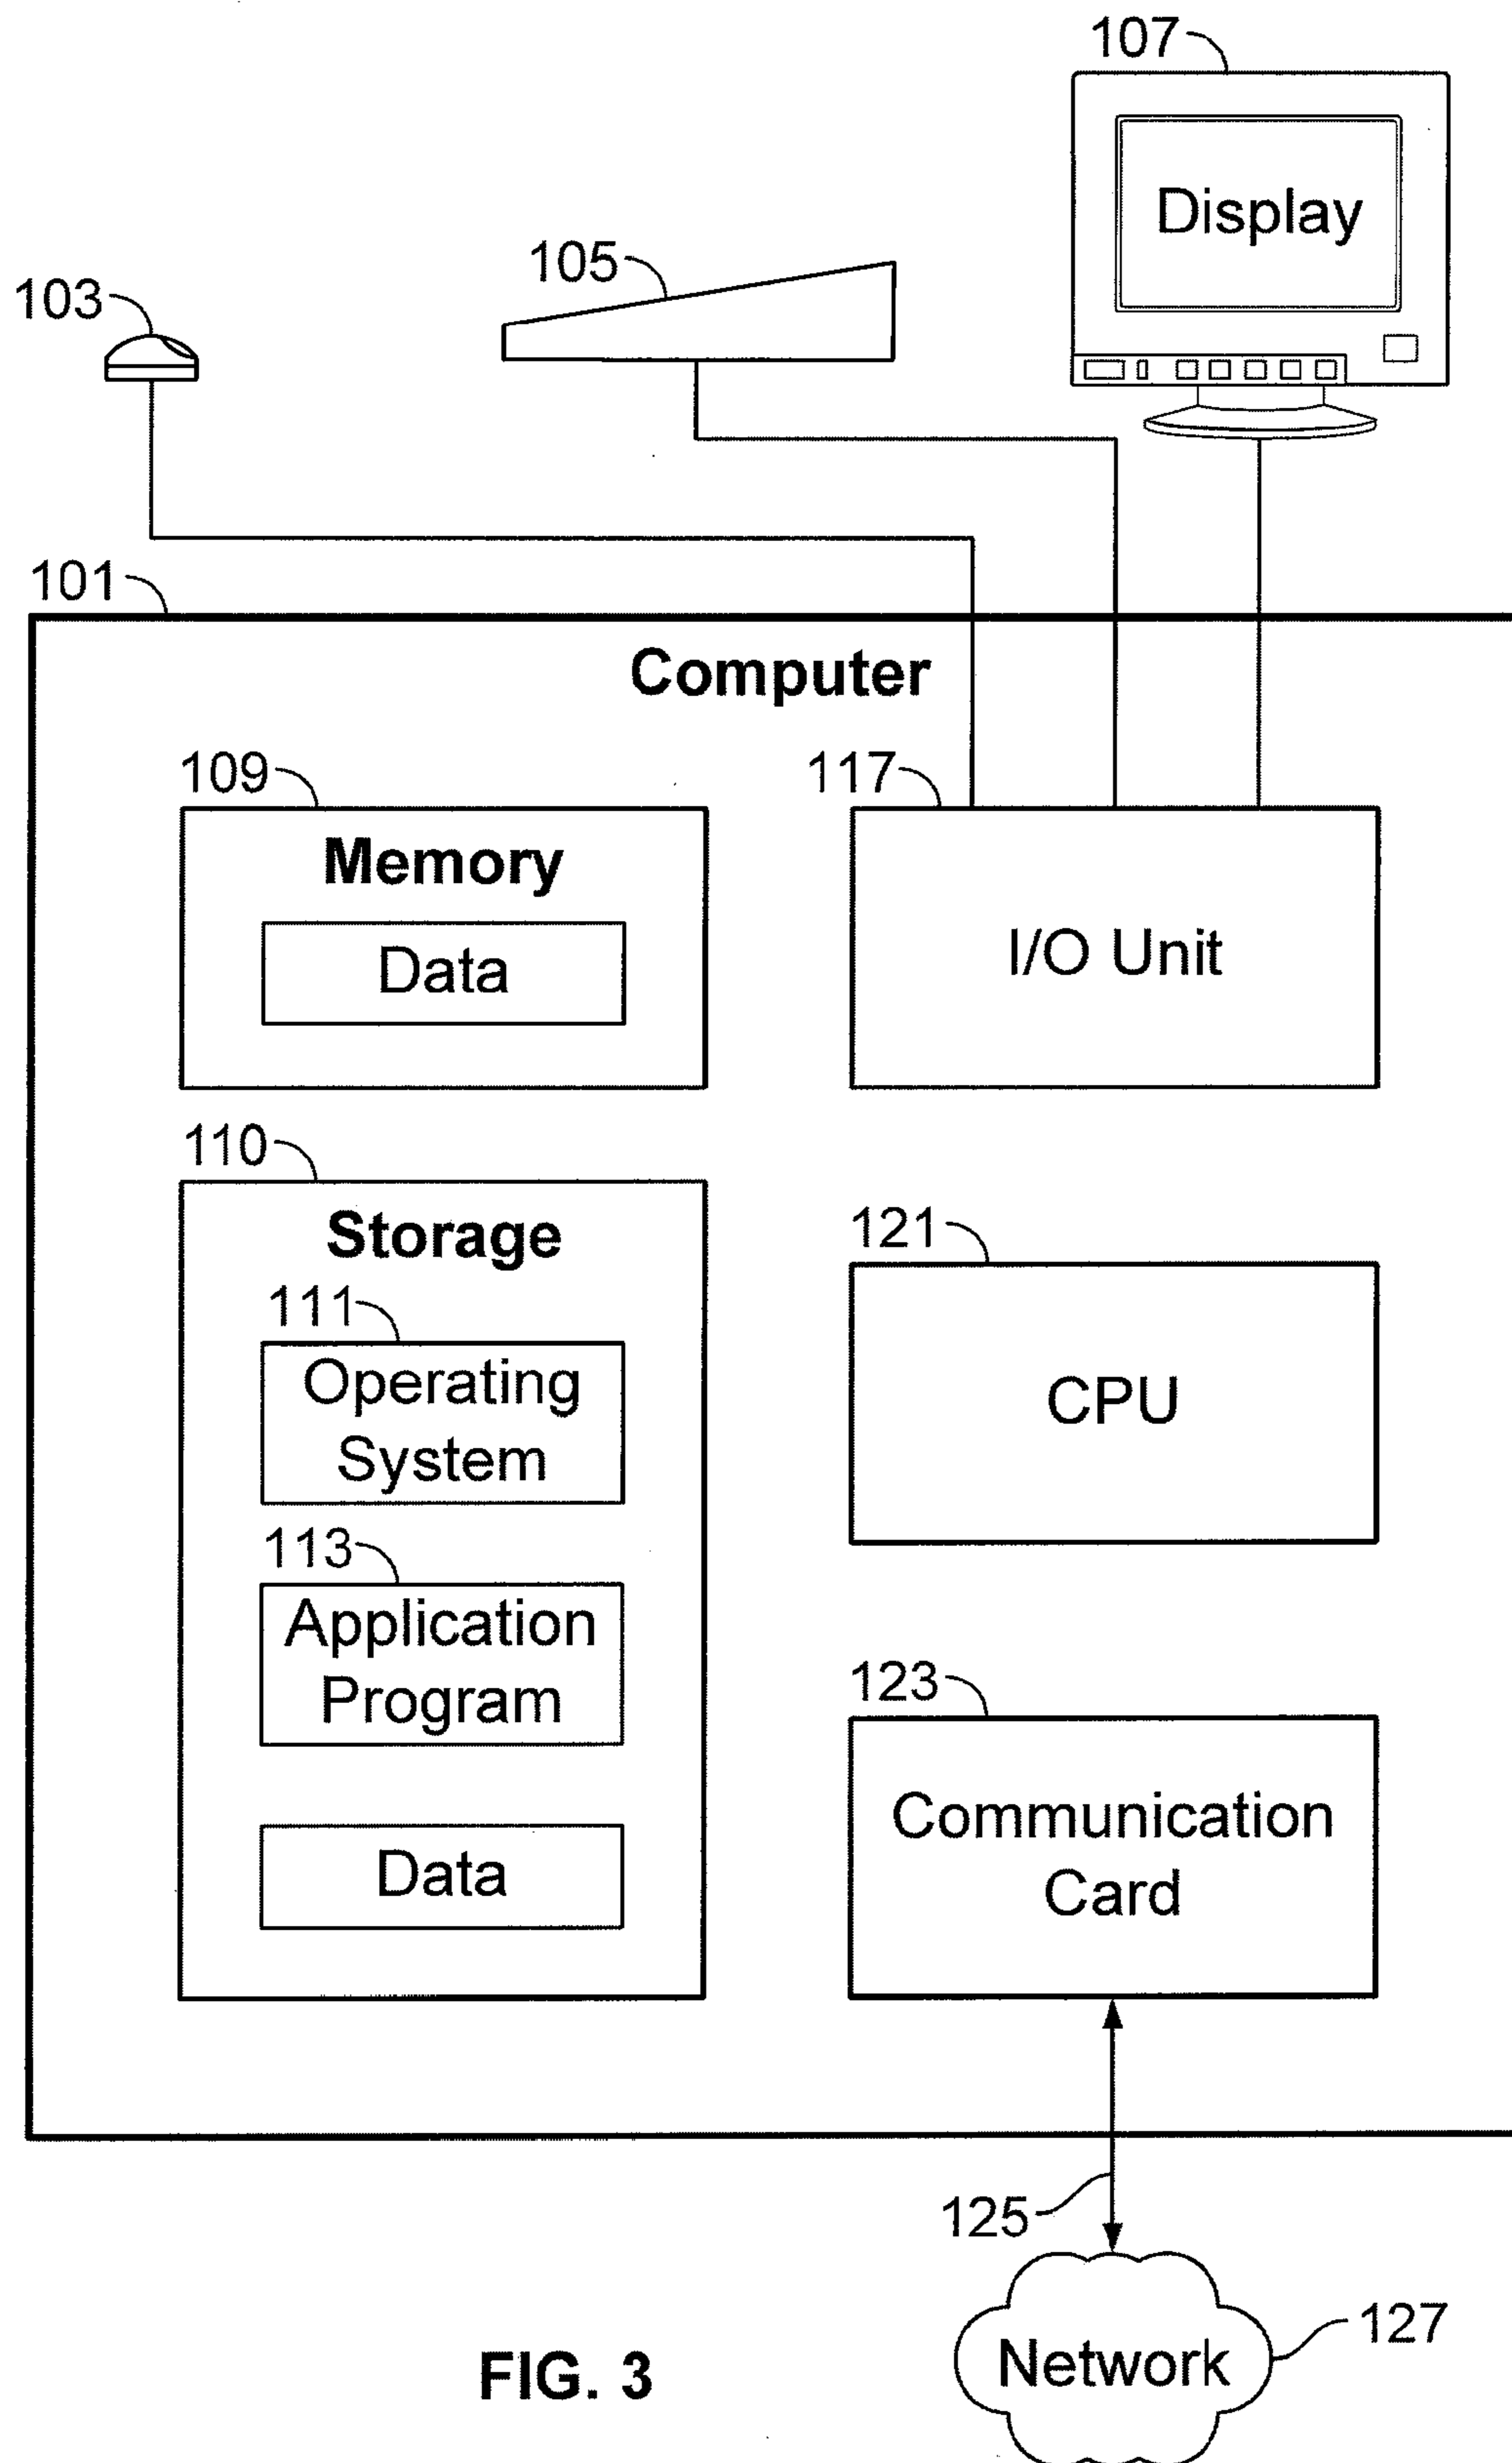 107
Display
105
103
101
Computer
109
Memory
Data
117
I/O Unit
110
Storage
111
Operating
System
113
Application
Program
Data
121
CPU
123
Communication
Card
125
Network
127
FIG. 3